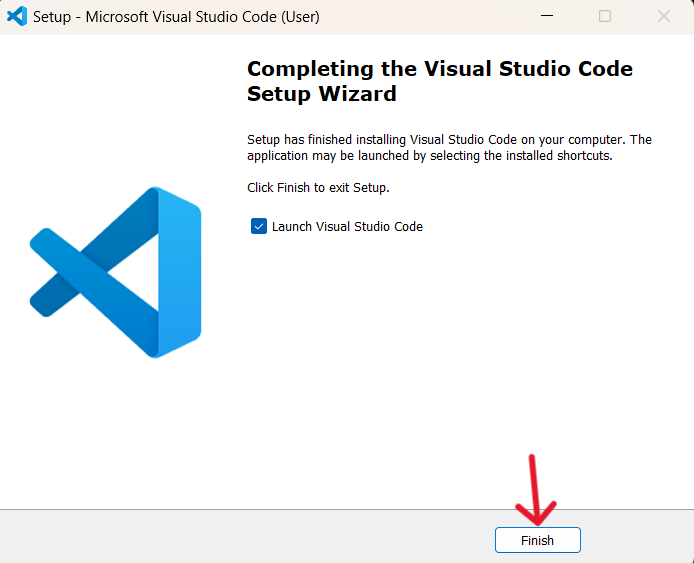 Setup - Microsoft Visual Studio Code (User)
Completing the Visual Studio Code
Setup Wizard
Setup has finished installing Visual Studio Code on your computer. The
application may be launched by selecting the installed shortcuts.
Click Finish to exit Setup.
Launch Visual Studio Code
Finish